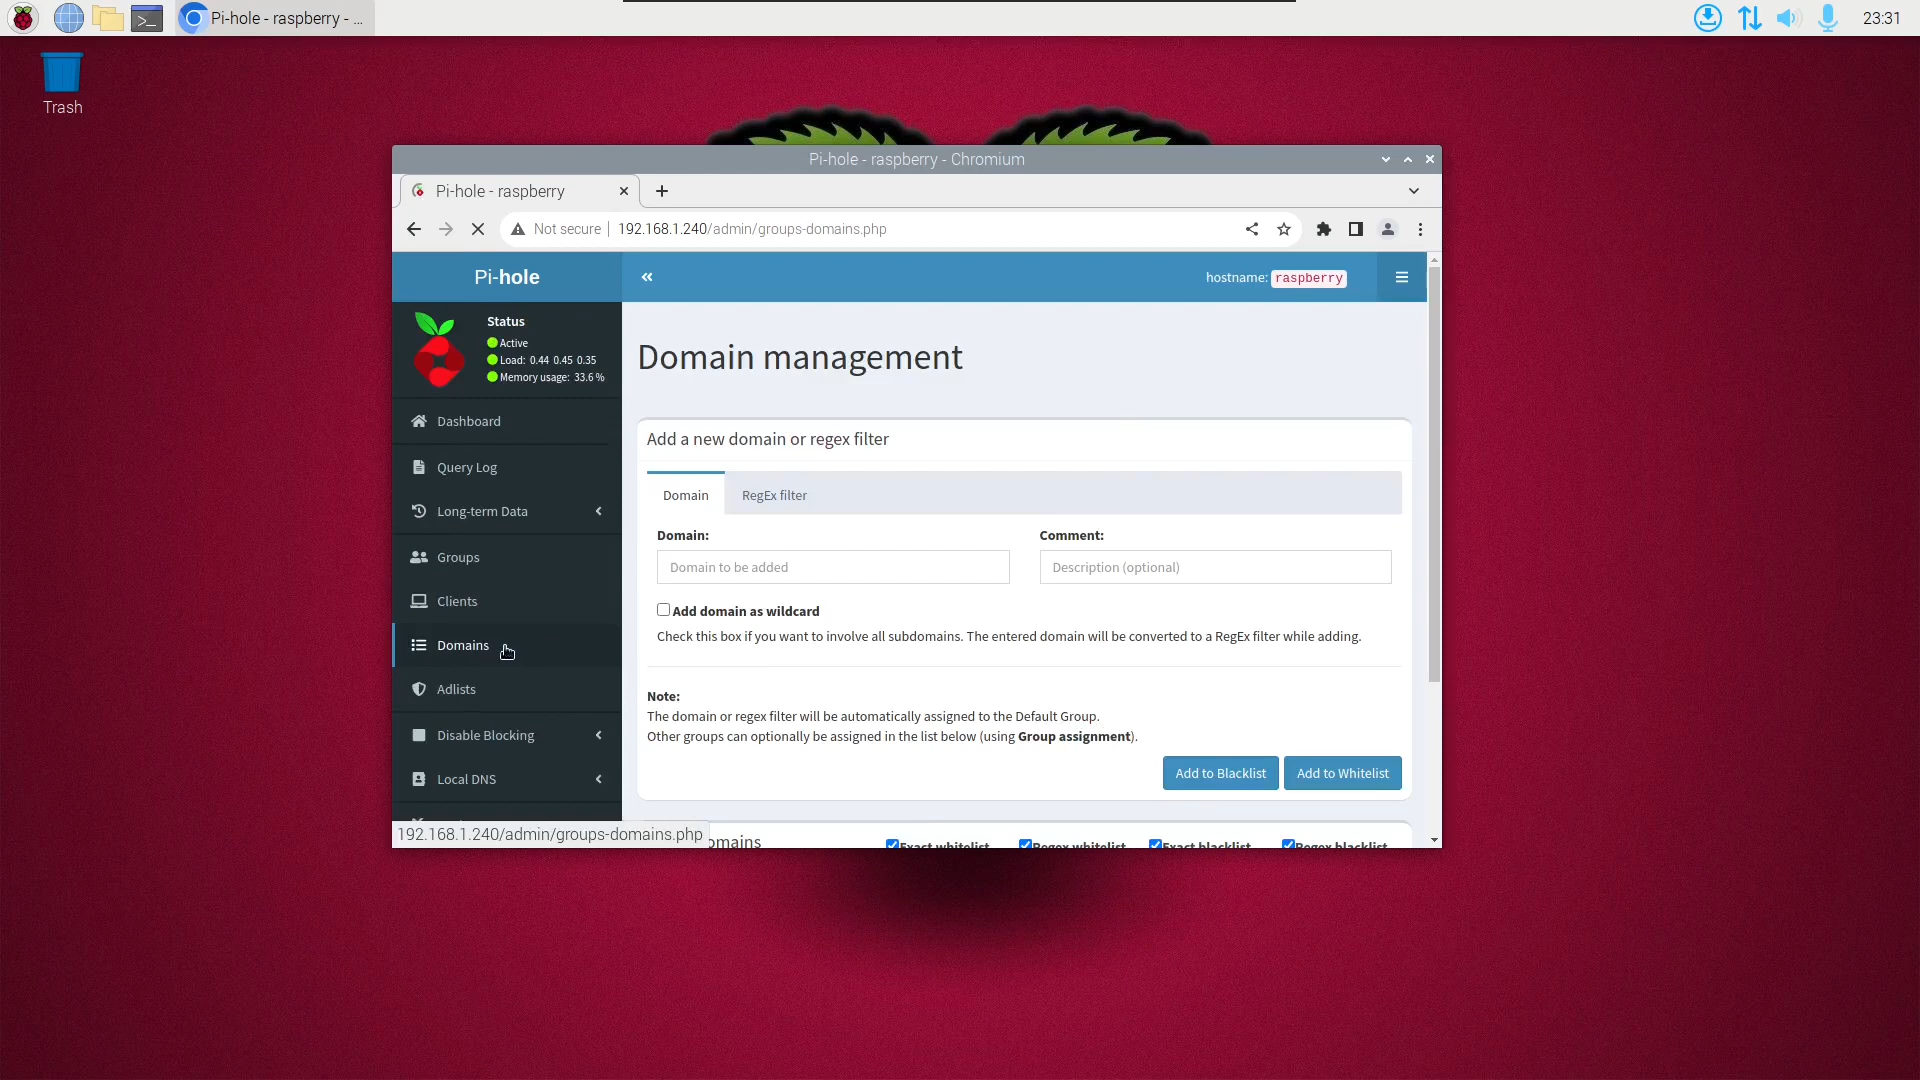 Pi-hole - raspberry - ...
23:31
Trash
Pi-hole - raspberry - Chromium
Pi-hole - raspberry
Not secure
192.168.1.240/admin/groups-domains.php
Pi-hole
hostname: raspberry
Status
Active
Load: 0.44 0.45 0.35
Memory usage: 33.6 %
Dashboard
Query Log
Long-term Data
Groups
Clients
Domains
Adlists
Disable Blocking
Local DNS
192.168.1.240/admin/groups-domains.php
Domain management
Add a new domain or regex filter
Domain
RegEx filter
Domain:
Comment:
Domain to be added
Description (optional)
Add domain as wildcard
Check this box if you want to involve all subdomains. The entered domain will be converted to a RegEx filter while adding.
Note:
The domain or regex filter will be automatically assigned to the Default Group.
Other groups can optionally be assigned in the list below (using Group assignment).
Add to Blacklist
Add to Whitelist
omains
Exact whitelist
Regex whitelist
Exact blacklist
Regex blacklist